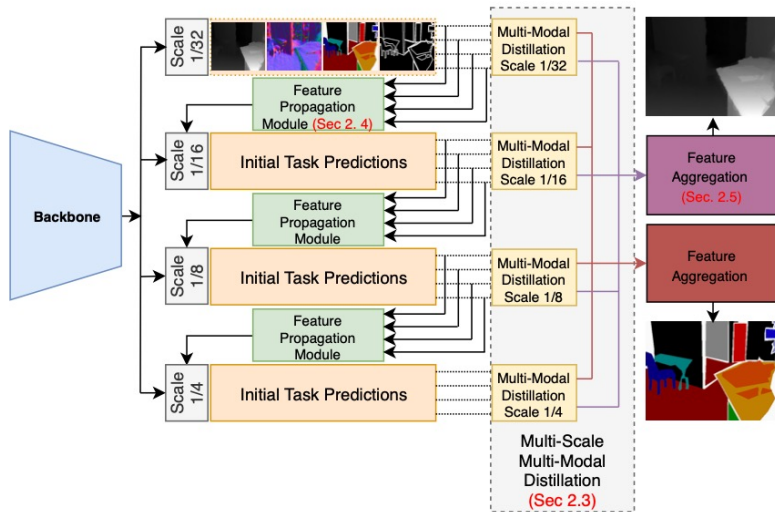 Backbone
Scale
1/32
Multi-Modal
Distillation
Scale 1/32
Feature
Propagation
Module (Sec 2. 4)
Scale
1/16
Initial Task Predictions
Multi-Modal
Distillation
Scale 1/16
Feature
Aggregation
(Sec. 2.5)
Feature
Propagation
Module
Scale
1/8
Initial Task Predictions
Multi-Modal
Distillation
Scale 1/8
Feature
Aggregation
Feature
Propagation
Module
Scale
1/4
Initial Task Predictions
Multi-Modal
Distillation
Scale 1/4
Multi-Scale
Multi-Modal
Distillation
(Sec 2.3)